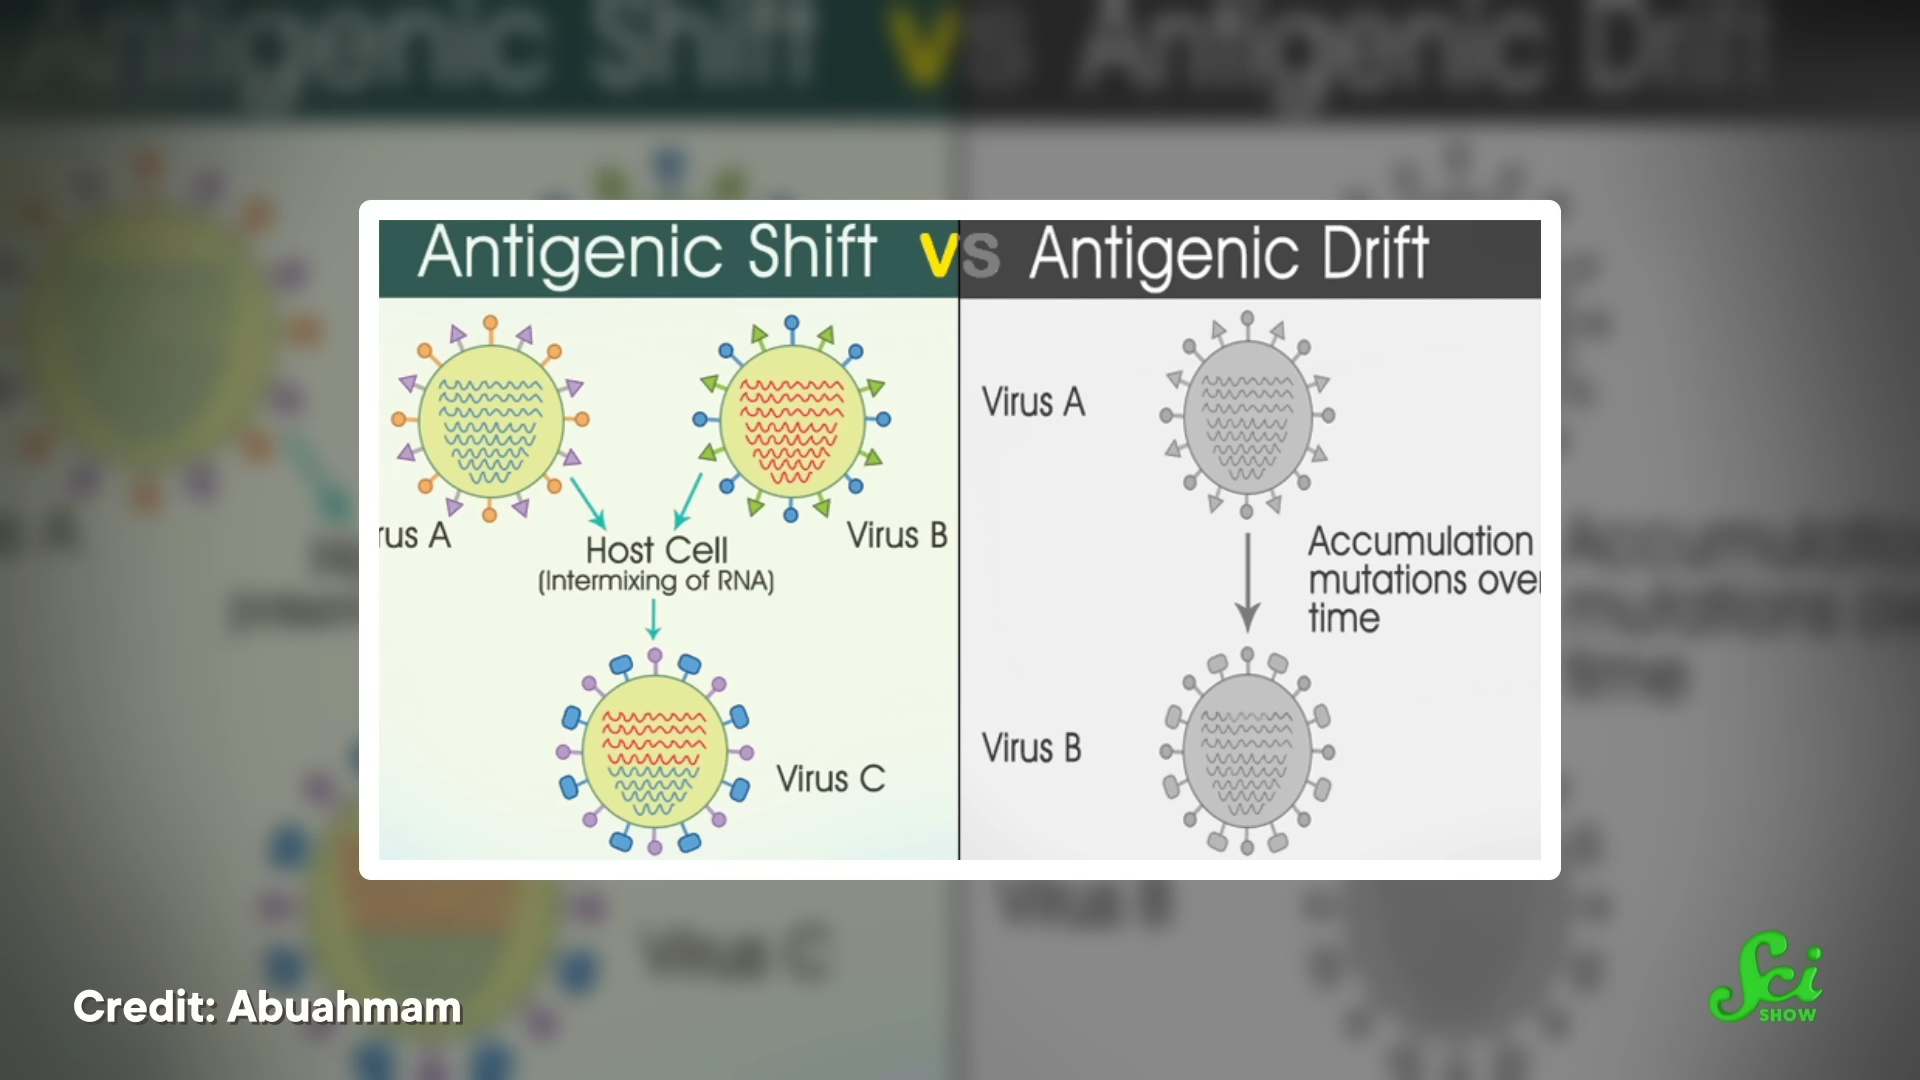 Antigenic Shift vs Antigenic Drift
rus A
Virus B
Host Cell
(Intermixing of RNA)
Virus C
Virus A
Accumulation
mutations over
time
Virus B
Credit: Abuahmam
Sci
SHOW